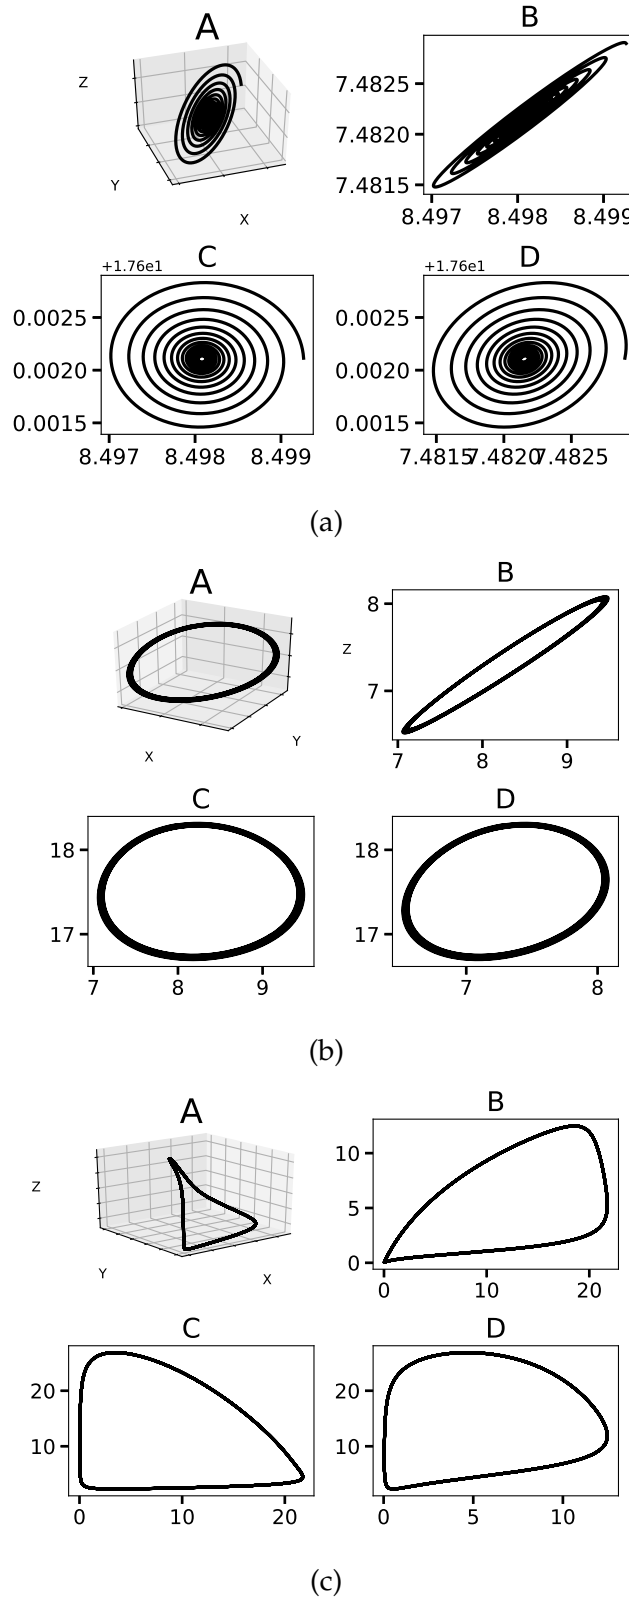 A
Z
Y
X
B
7.4825
7.4820
7.4815
8.497 8.498 8.499
C
+1.76e1
0.0025
0.0020
0.0015
8.497 8.498 8.499
D
+1.76e1
0.0025
0.0020
0.0015
7.4815 7.4820 7.4825
(a)
A
X
Y
Z
B
8
7
7 8 9
C
18
17
7 8 9
D
18
17
7 8
(b)
A
Z
Y
X
B
10
5
0
0 10 20
C
20
10
0 10 20
D
20
10
0 5 10
(c)